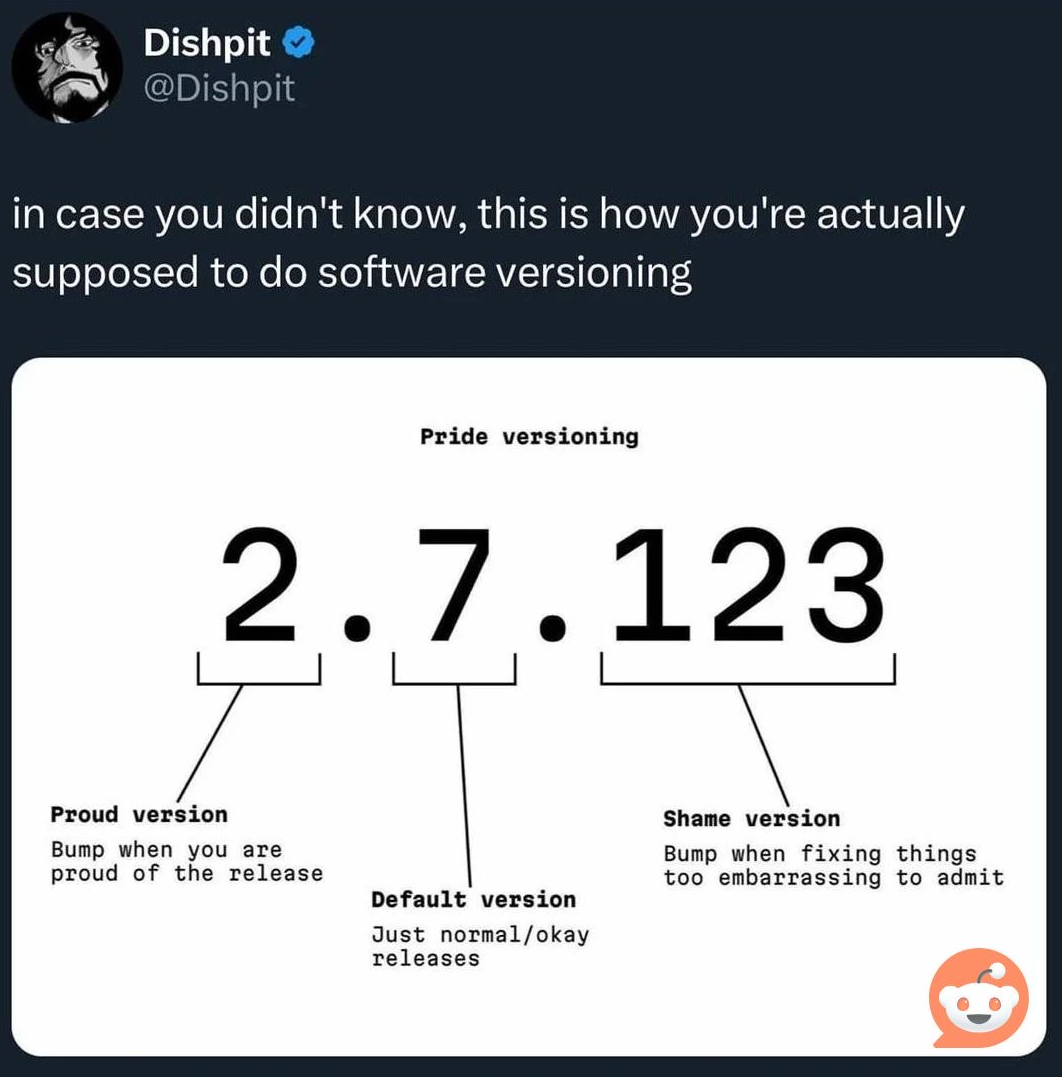 Dishpit
@Dishpit
in case you didn't know, this is how you're actually
supposed to do software versioning
Pride versioning
2.7.123
Proud version
Bump when you are
proud of the release
Default version
Just normal/okay
releases
Shame version
Bump when fixing things
too embarrassing to admit